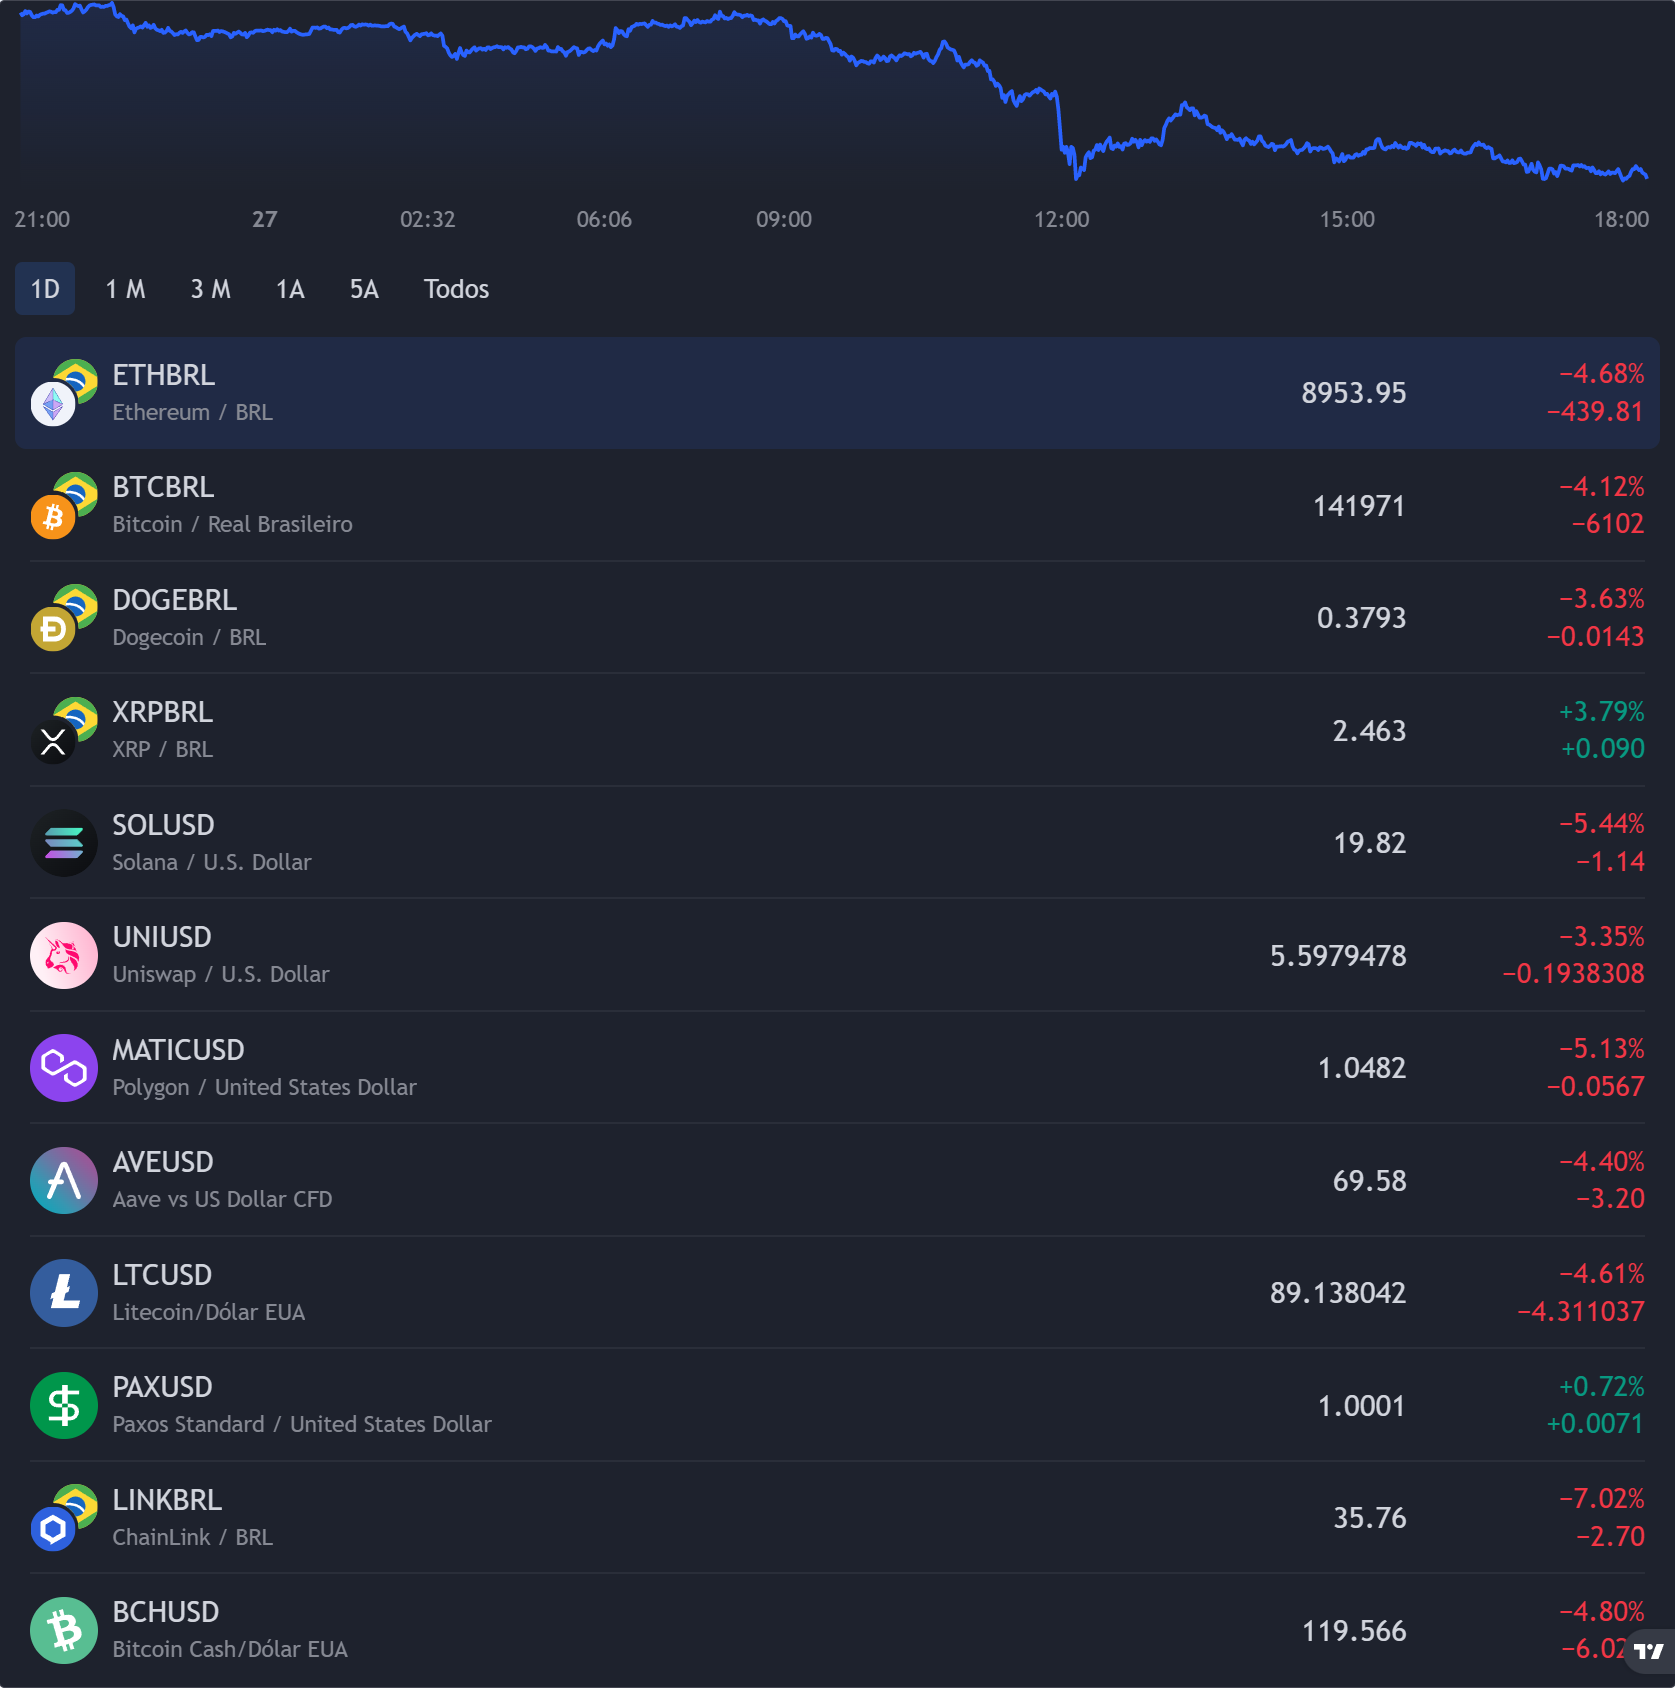 21:00 27 02:32 06:06 09:00 12:00 15:00 18:00
1D 1 M 3 M 1A 5A Todos
ETHBRL 8953.95 −4.68%
Ethereum / BRL −439.81
BTCBRL 141971 −4.12%
Bitcoin / Real Brasileiro −6102
DOGEBRL 0.3793 −3.63%
Dogecoin / BRL −0.0143
XRPBRL 2.463 +3.79%
XRP / BRL +0.090
SOLUSD 19.82 −5.44%
Solana / U.S. Dollar −1.14
UNIUSD 5.5979478 −3.35%
Uniswap / U.S. Dollar −0.1938308
MATICUSD 1.0482 −5.13%
Polygon / United States Dollar −0.0567
AVEUSD 69.58 −4.40%
Aave vs US Dollar CFD −3.20
LTCUSD 89.138042 −4.61%
Litecoin/Dólar EUA −4.311037
PAXUSD 1.0001 +0.72%
Paxos Standard / United States Dollar +0.0071
LINKBRL 35.76 −7.02%
ChainLink / BRL −2.70
BCHUSD 119.566 −4.80%
Bitcoin Cash/Dólar EUA